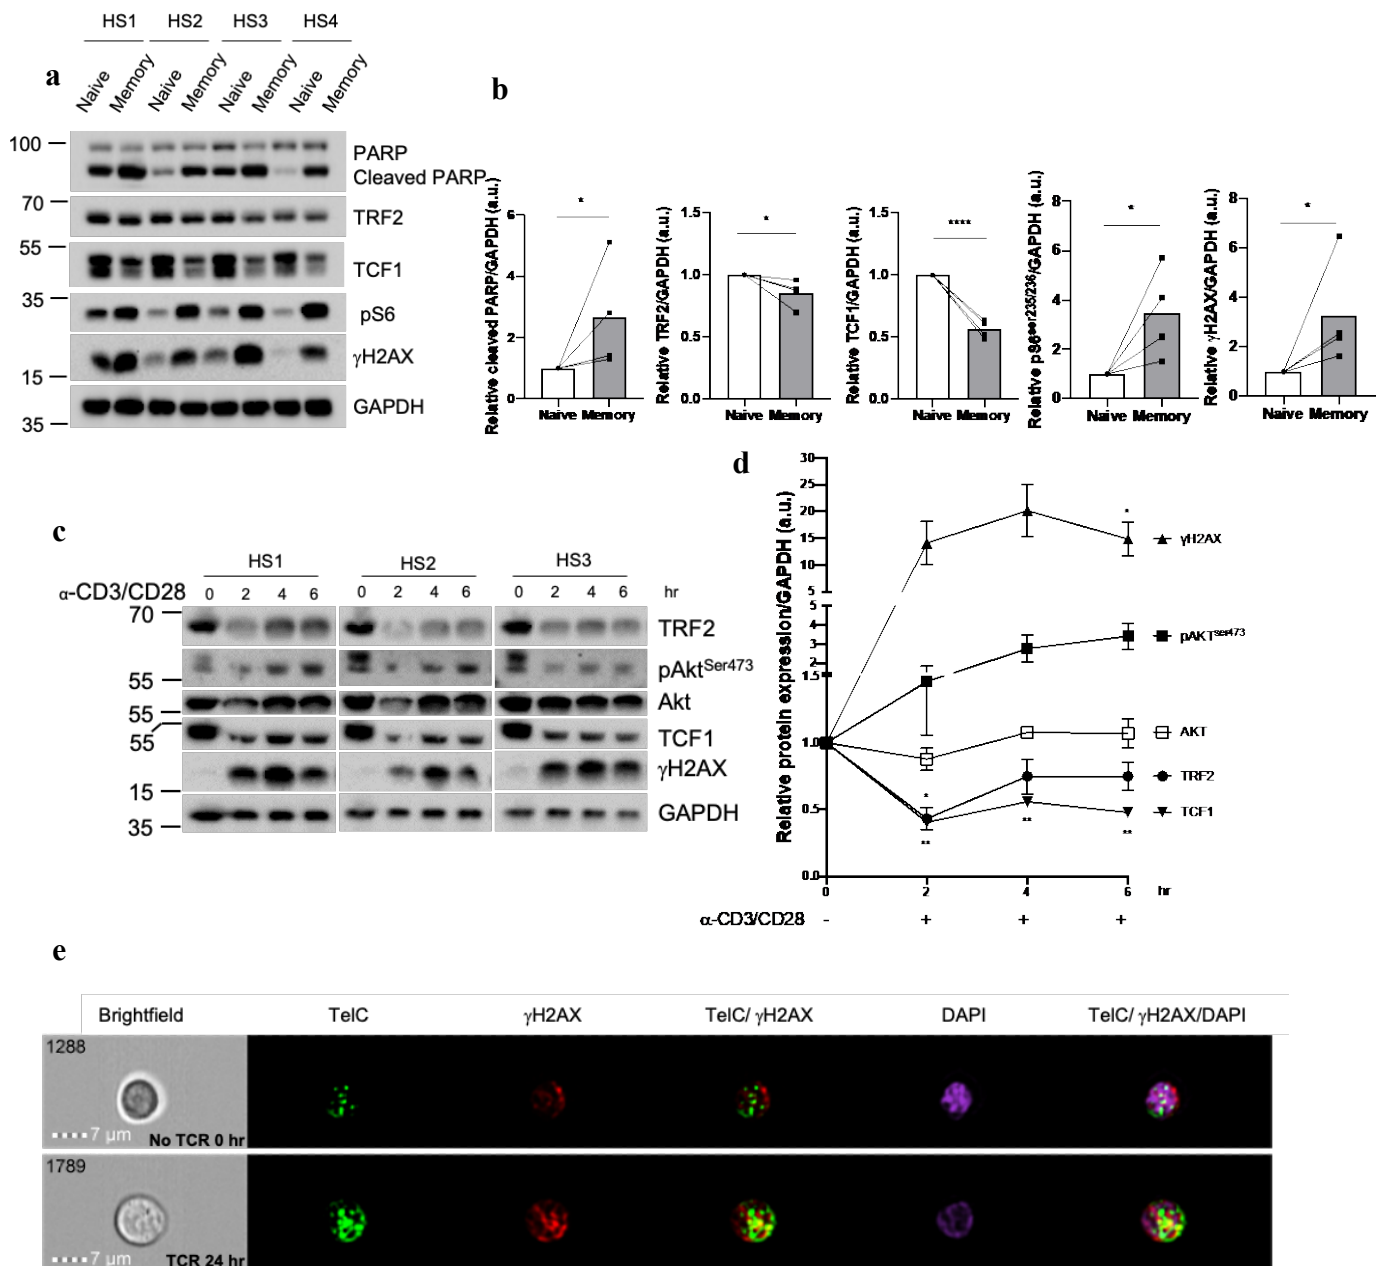 HS1 HS2 HS3 HS4
a
Naive Memory Naive Memory Naive Memory Naive Memory
100
PARP
Cleaved PARP
70
TRF2
55
TCF1
35
pS6
γH2AX
15
GAPDH
35
b
Relative cleaved PARP/GAPDH (a.u.)
6
4
2
0
*
Naive Memory
Relative TRF2/GAPDH (a.u.)
1.5
1.0
0.5
0.0
*
Naive Memory
Relative TCF1/GAPDH (a.u.)
1.5
1.0
0.5
0.0
****
Naive Memory
Relative pS6ser235/236/GAPDH (a.u.)
8
6
4
2
0
*
Naive Memory
Relative γH2AX/GAPDH (a.u.)
8
6
4
2
0
*
Naive Memory
c
HS1 HS2 HS3
α-CD3/CD28 0 2 4 6 0 2 4 6 0 2 4 6 hr
70
TRF2
pAktSer473
55
Akt
55
TCF1
55
γH2AX
15
GAPDH
35
d
Relative protein expression/GAPDH (a.u.)
30
25
20
15
10
5
5
4
3
2
1.5
1.0
0.5
0.0
*
γH2AX
pAKTser473
AKT
TRF2
TCF1
*
**
**
**
0 2 4 6 hr
α-CD3/CD28 - + + +
e
Brightfield TelC γH2AX TelC/ γH2AX DAPI TelC/ γH2AX/DAPI
1288
7 μm No TCR 0 hr
1789
7 μm TCR 24 hr